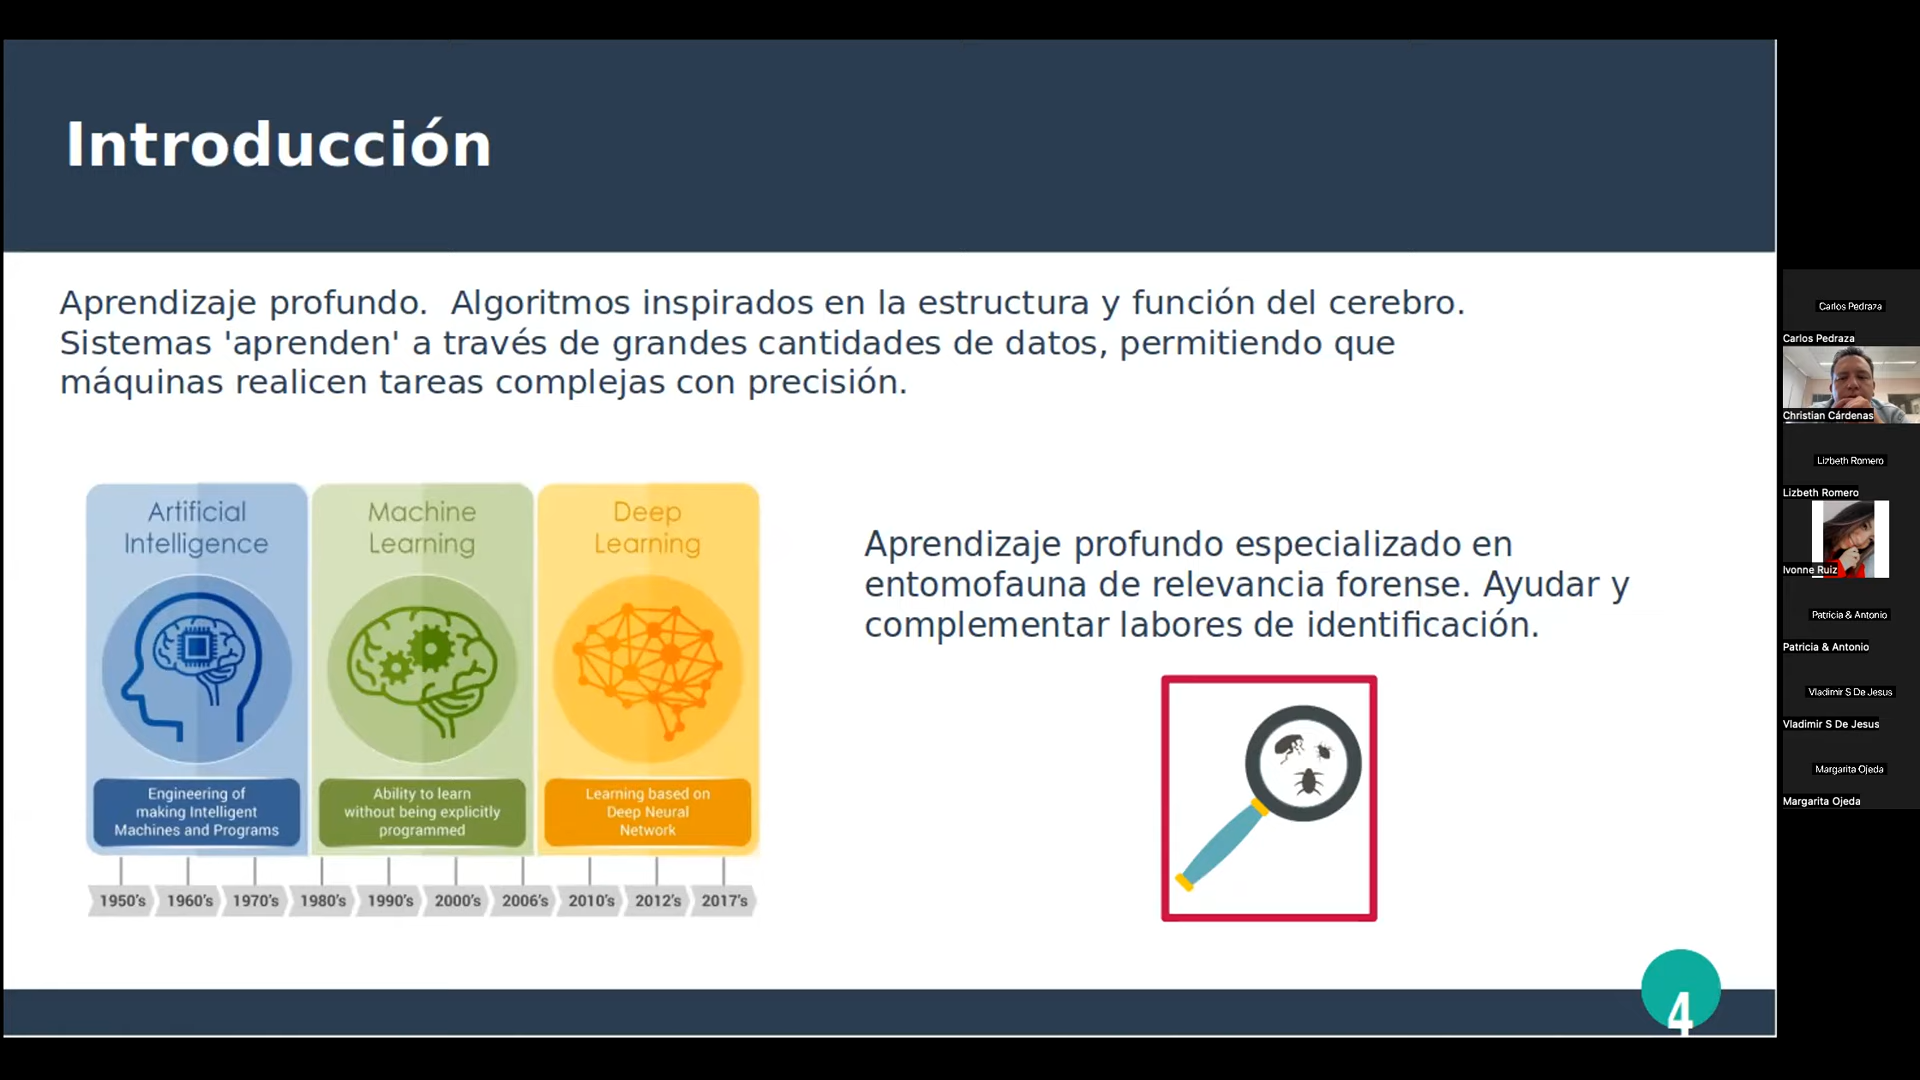 Introducción
Aprendizaje profundo.  Algoritmos inspirados en la estructura y función del cerebro.
Sistemas 'aprenden' a través de grandes cantidades de datos, permitiendo que
máquinas realicen tareas complejas con precisión.
Artificial
Intelligence
Engineering of
making Intelligent
Machines and Programs
Machine
Learning
Ability to learn
without being explicitly
programmed
Deep
Learning
Learning based on
Deep Neural
Network
1950's 1960's 1970's 1980's 1990's 2000's 2006's 2010's 2012's 2017's
Aprendizaje profundo especializado en
entomofauna de relevancia forense. Ayudar y
complementar labores de identificación.
4
Carlos Pedraza
Carlos Pedraza
Christian Cárdenas
Lizbeth Romero
Lizbeth Romero
Ivonne Ruiz
Patricia & Antonio
Patricia & Antonio
Vladimir S De Jesus
Vladimir S De Jesus
Margarita Ojeda
Margarita Ojeda